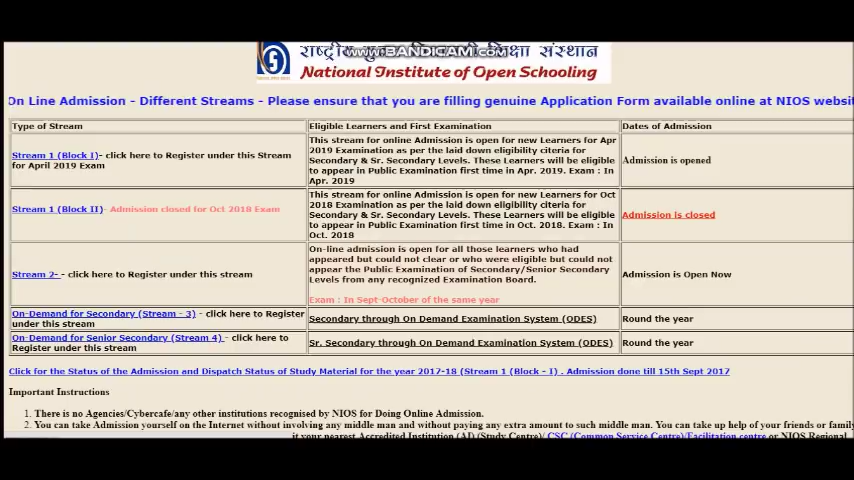 www.BANDICAM.com
राष्ट्रीय मुक्त शिक्षा संस्थान
National Institute of Open Schooling
On Line Admission - Different Streams - Please ensure that you are filling genuine Application Form available online at NIOS websit
Type of Stream
Eligible Learners and First Examination
Dates of Admission
Stream 1 (Block I)- click here to Register under this Stream
for April 2019 Exam
This stream for online Admission is open for new Learners for Apr
2019 Examination as per the laid down eligibility citeria for
Secondary & Sr. Secondary Levels. These Learners will be eligible
to appear in Public Examination first time in Apr. 2019. Exam : In
Apr. 2019
Admission is opened
Stream 1 (Block II)- Admission closed for Oct 2018 Exam
This stream for online Admission is open for new Learners for Oct
2018 Examination as per the laid down eligibility citeria for
Secondary & Sr. Secondary Levels. These Learners will be eligible
to appear in Public Examination first time in Oct. 2018. Exam : In
Oct. 2018
Admission is closed
Stream 2- - click here to Register under this stream
On-line admission is open for all those learners who had
appeared but could not clear or who were eligible but could not
appear the Public Examination of Secondary/Senior Secondary
Levels from any recognized Examination Board.
Exam : In Sept-October of the same year
Admission is Open Now
On-Demand for Secondary (Stream - 3) - click here to Register
under this stream
Secondary through On Demand Examination System (ODES)
Round the year
On-Demand for Senior Secondary (Stream 4) - click here to
Register under this stream
Sr. Secondary through On Demand Examination System (ODES)
Round the year
Click for the Status of the Admission and Dispatch Status of Study Material for the year 2017-18 (Stream 1 (Block - I) . Admission done till 15th Sept 2017
Important Instructions
1. There is no Agencies/Cybercafe/any other institutions recognised by NIOS for Doing Online Admission.
2. You can take Admission yourself on the Internet without involving any middle man and without paying any extra amount to such middle man. You can take up help of your friends or family
it your nearest Accredited Institution (AI) (Study Centre)/ CSC (Common Service Centre)/Facilitation centre or NIOS Regional